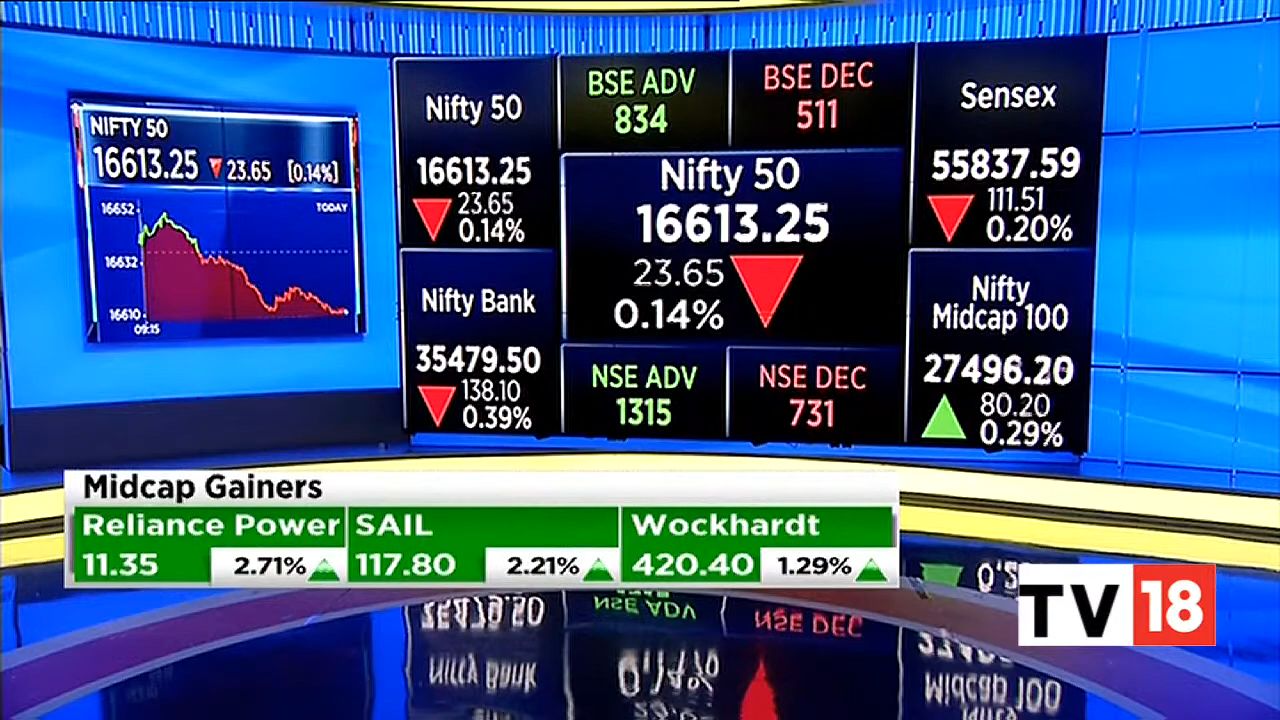 NIFTY 50
16613.25 23.65 [0.14%]
TODAY
16652
16632
16610
09:15
Nifty 50
16613.25
23.65
0.14%
Nifty Bank
35479.50
138.10
0.39%
BSE ADV
834
BSE DEC
511
Nifty 50
16613.25
23.65
0.14%
NSE ADV
1315
NSE DEC
731
Sensex
55837.59
111.51
0.20%
Nifty
Midcap 100
27496.20
80.20
0.29%
Midcap Gainers
Reliance Power
11.35 2.71%
SAIL
117.80 2.21%
Wockhardt
420.40 1.29%
TV18